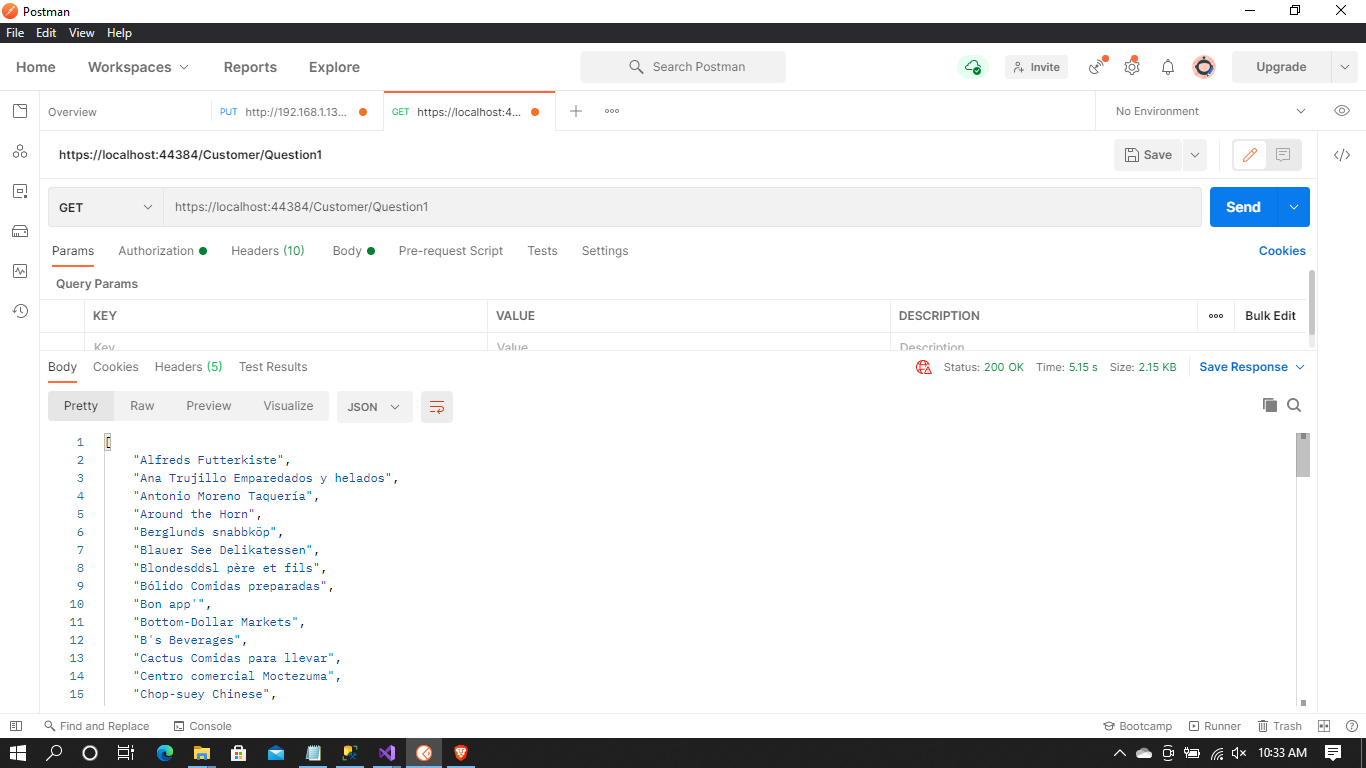 Postman
File Edit View Help
Home Workspaces Reports Explore Search Postman Invite Upgrade
Overview PUT http://192.168.1.13... GET https://localhost:4... No Environment
https://localhost:44384/Customer/Question1 Save
GET https://localhost:44384/Customer/Question1 Send
Params Authorization Headers (10) Body Pre-request Script Tests Settings Cookies
Query Params
KEY VALUE DESCRIPTION Bulk Edit
Key Value Description
Body Cookies Headers (5) Test Results Status: 200 OK Time: 5.15 s Size: 2.15 KB Save Response
Pretty Raw Preview Visualize JSON
1 [
2 "Alfreds Futterkiste",
3 "Ana Trujillo Emparedados y helados",
4 "Antonio Moreno Taquería",
5 "Around the Horn",
6 "Berglunds snabbköp",
7 "Blauer See Delikatessen",
8 "Blondesddsl père et fils",
9 "Bólido Comidas preparadas",
10 "Bon app'",
11 "Bottom-Dollar Markets",
12 "B's Beverages",
13 "Cactus Comidas para llevar",
14 "Centro comercial Moctezuma",
15 "Chop-suey Chinese",
Find and Replace Console Bootcamp Runner Trash
10:33 AM